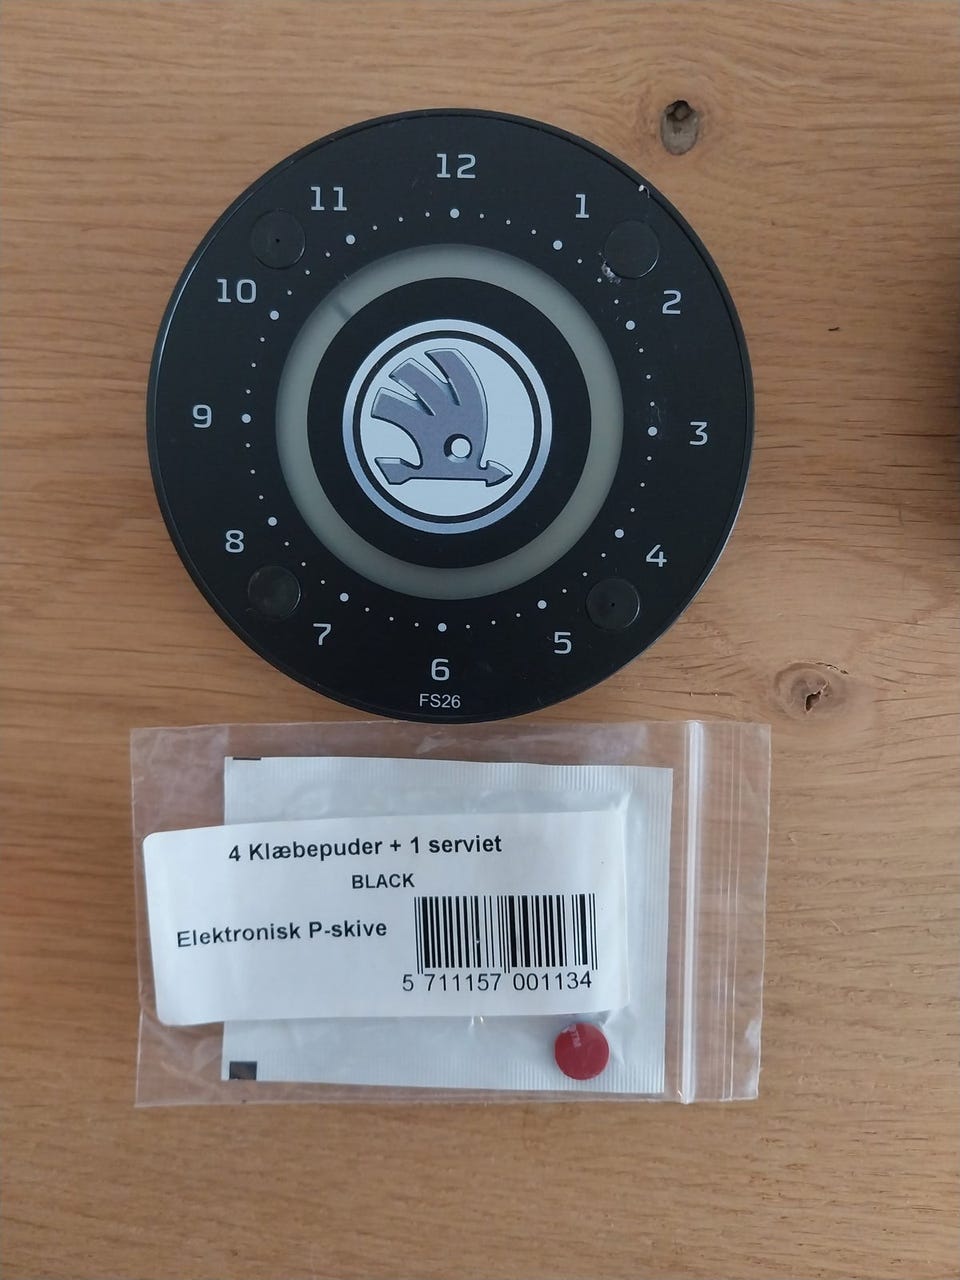 12
1
2
3
4
5
6
7
8
9
10
11
FS26
4 Klæbepuder + 1 serviet
BLACK
Elektronisk P-skive
5 711157 001134